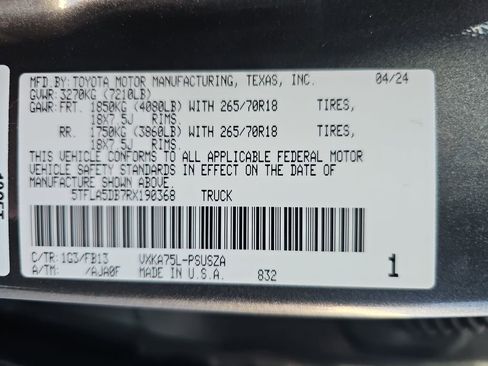 MFD.BY:TOYOTA MOTOR MANUFACTURING, TEXAS, INC. 04/24
GVWR:3270KG (7210LB)
GAWR:FRT. 1850KG (4080LB) WITH 265/70R18 TIRES,
18X7.5J RIMS.
RR. 1750KG (3860LB) WITH 265/70R18 TIRES,
18X7.5J RIMS.
THIS VEHICLE CONFORMS TO ALL APPLICABLE FEDERAL MOTOR
VEHICLE SAFETY STANDARDS IN EFFECT ON THE DATE OF
MANUFACTURE SHOWN ABOVE.
5TFLA5DB7RX190368 TRUCK
C/TR:1G3/FB13 VXKA75L-PSUSZA
A/TM: /AJA0F MADE IN U.S.A. 832 1